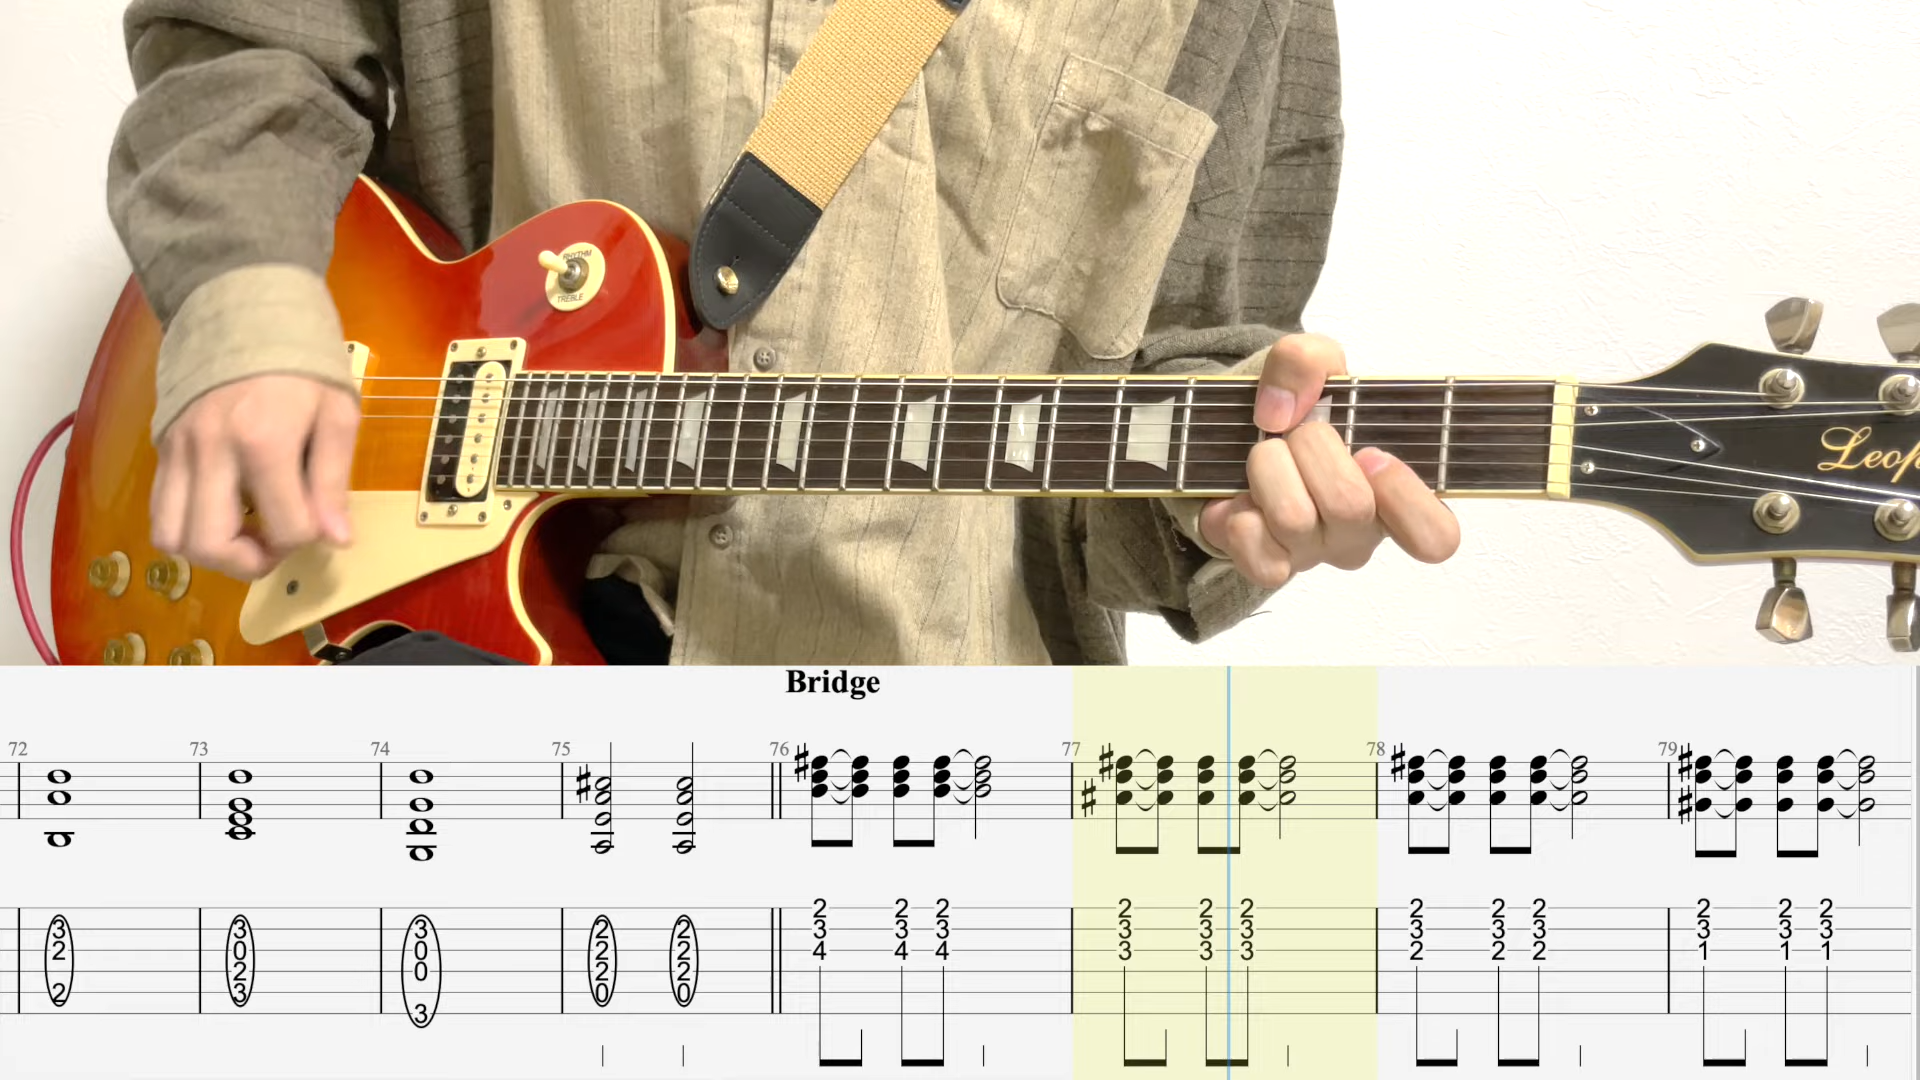 RHYTHM
TREBLE
Leop
Bridge
72 73 74 75 76 77 78 79
3 3 3 2 2 2 2 2 2 2 2 2 2 2 2 2 2 2
2 0 0 2 2 3 3 3 3 3 3 3 3 3 3 3 3
2 0 2 2 4 4 4 3 3 3 2 2 2 1 1 1
2 3 0 0
3